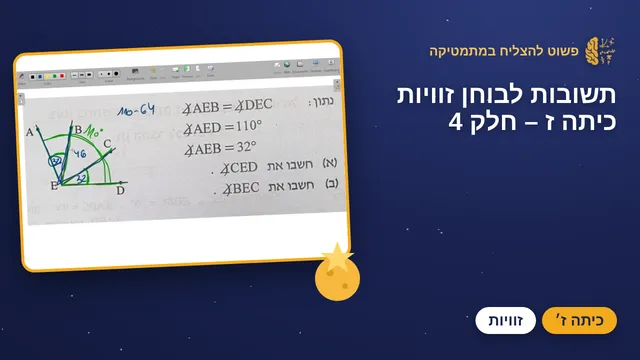 פשוט להצליח במתמטיקה
תשובות לבוחן זוויות
כיתה ז – חלק 4
נתון: ∡AEB = ∡DEC
∡AED = 110°
∡AEB = 32°
(א) חשבו את ∡CED .
(ב) חשבו את ∡BEC .
110-64
A
B
110°
C
32
46
32
E
D
כיתה ז׳
זוויות